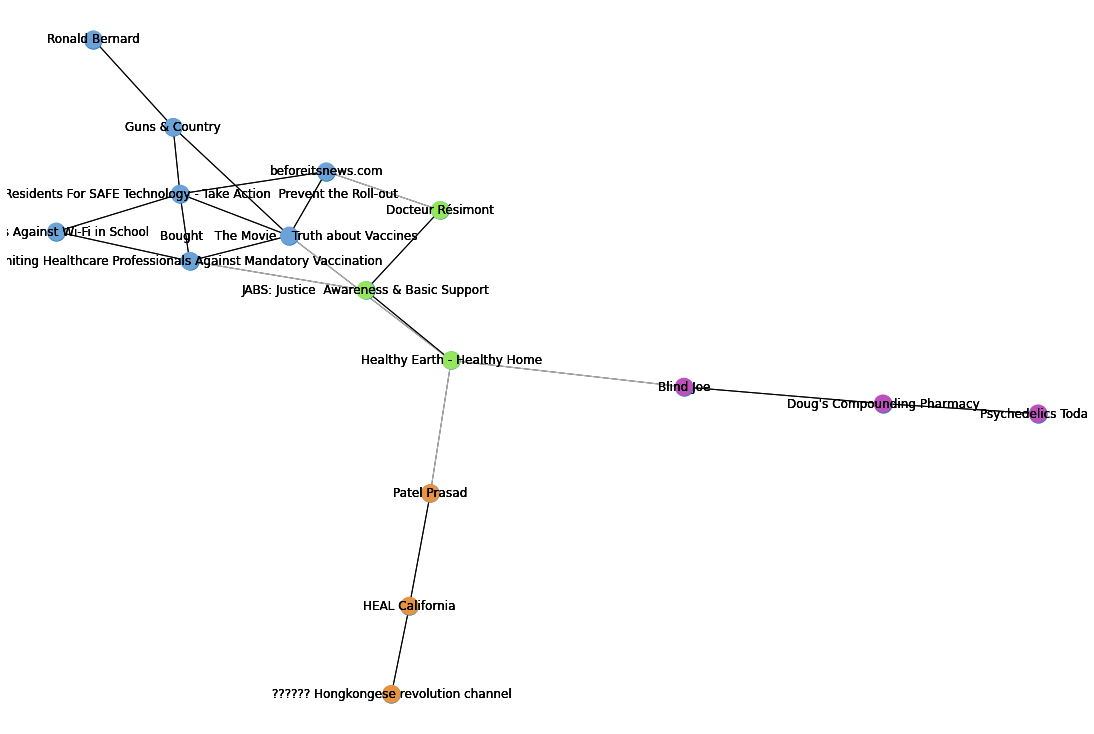 Ronald Bernard
Guns & Country
beforeitsnews.com
Residents For SAFE Technology - Take Action  Prevent the Roll-out
Docteur Résimont
s Against Wi-Fi in School
Bought   The Movie    Truth about Vaccines
niting Healthcare Professionals Against Mandatory Vaccination
JABS: Justice  Awareness & Basic Support
Healthy Earth - Healthy Home
Blind Joe
Doug's Compounding Pharmacy
Psychedelics Toda
Patel Prasad
HEAL California
?????? Hongkongese revolution channel